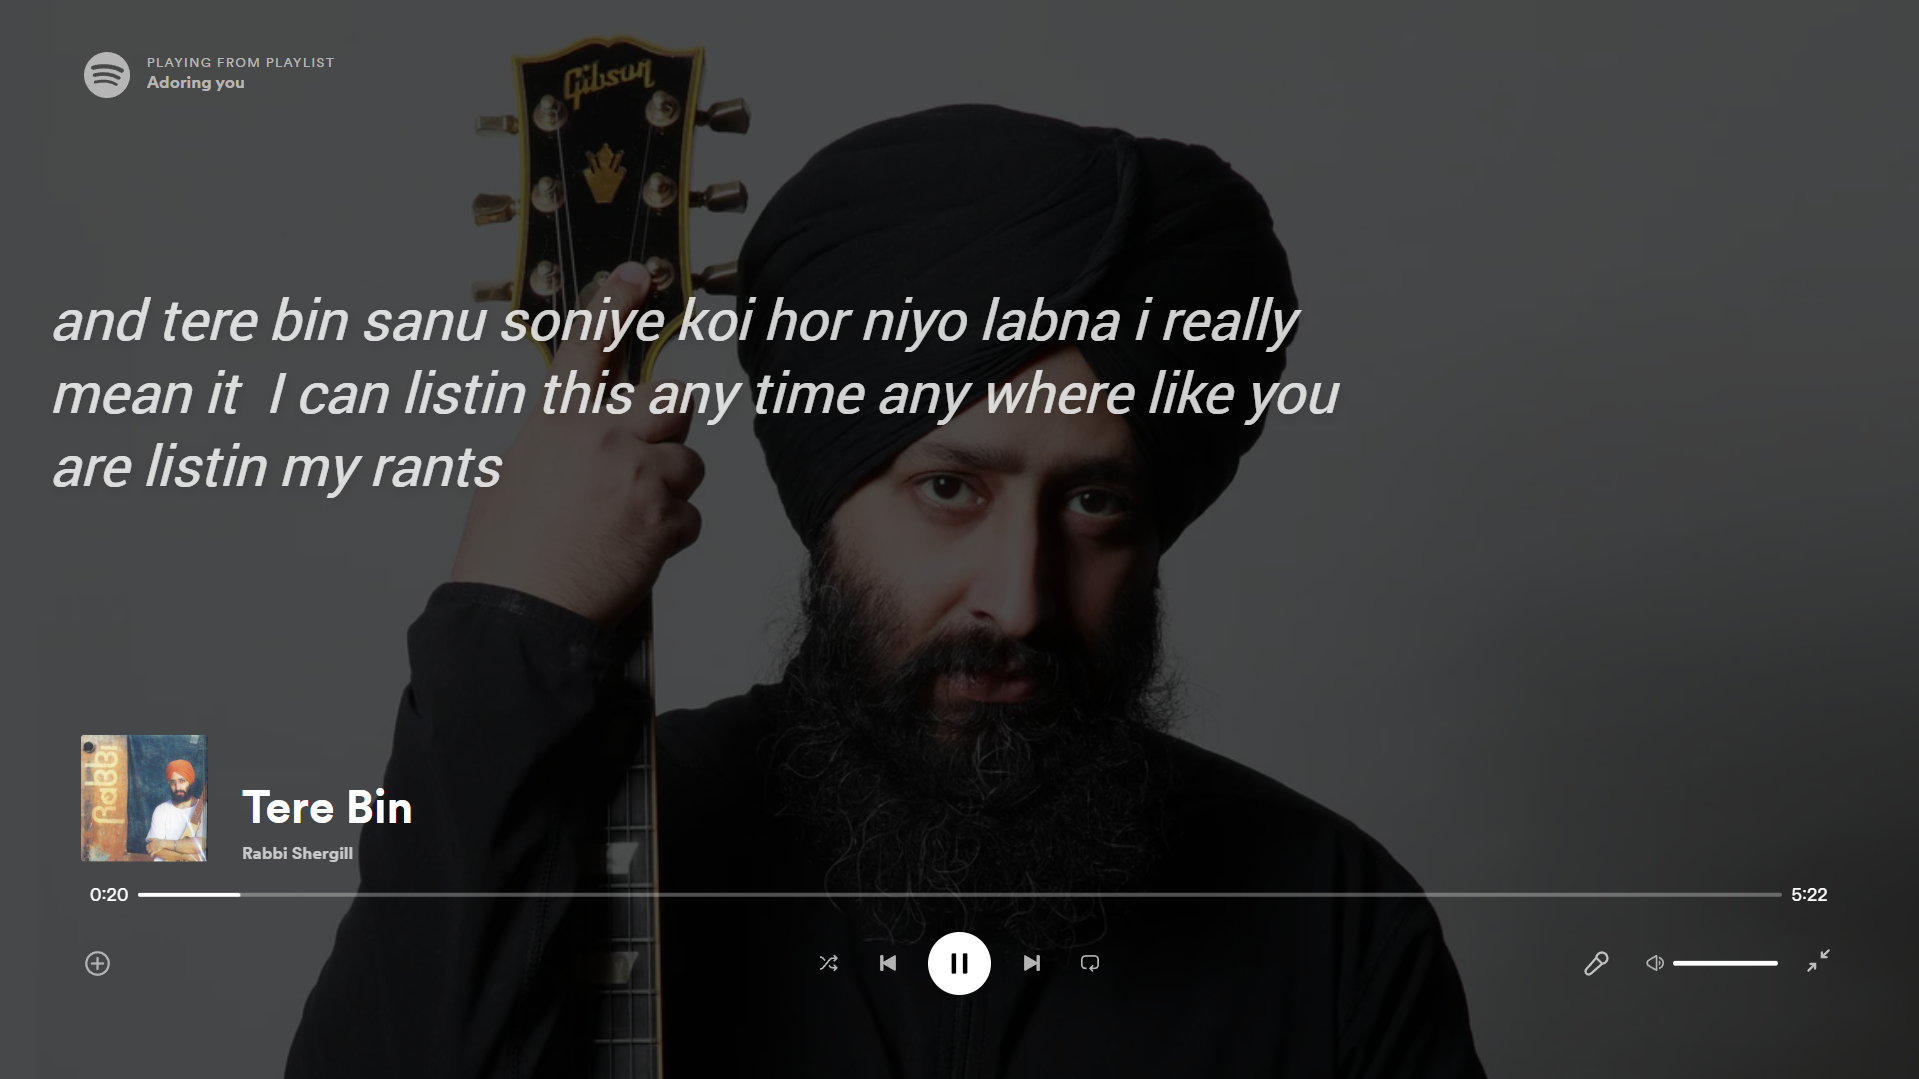 PLAYING FROM PLAYLIST
Adoring you
Gibson
and tere bin sanu soniye koi hor niyo labna i really
mean it I can listin this any time any where like you
are listin my rants
Rabbi
Tere Bin
Rabbi Shergill
0:20
5:22